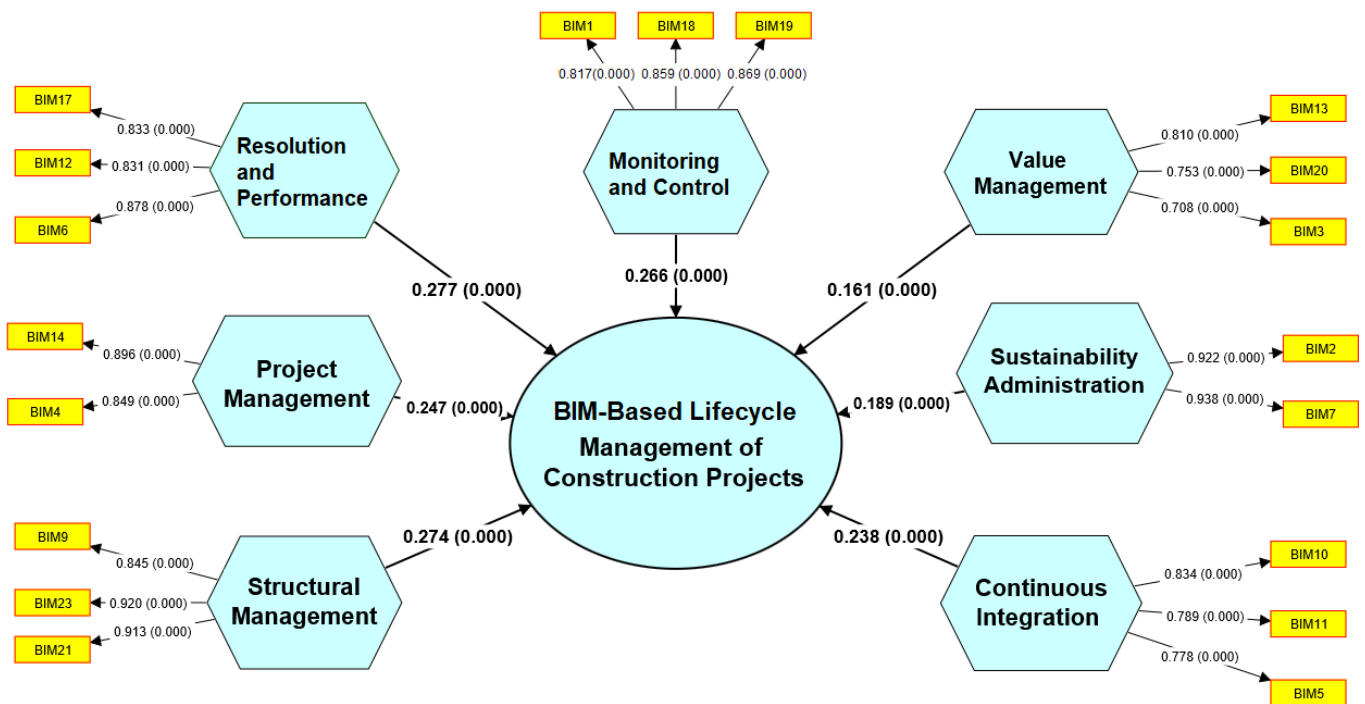 BIM1
BIM18
BIM19
0.817(0.000)
0.859 (0.000)
0.869 (0.000)
BIM17
BIM12
BIM6
0.833 (0.000)
0.831 (0.000)
0.878 (0.000)
Resolution
and
Performance
Monitoring
and Control
Value
Management
0.810 (0.000)
0.753 (0.000)
0.708 (0.000)
BIM13
BIM20
BIM3
0.277 (0.000)
0.266 (0.000)
0.161 (0.000)
BIM14
BIM4
0.896 (0.000)
0.849 (0.000)
Project
Management
0.247 (0.000)
BIM-Based Lifecycle
Management of
Construction Projects
0.189 (0.000)
Sustainability
Administration
0.922 (0.000)
0.938 (0.000)
BIM2
BIM7
BIM9
BIM23
BIM21
0.845 (0.000)
0.920 (0.000)
0.913 (0.000)
Structural
Management
0.274 (0.000)
0.238 (0.000)
Continuous
Integration
0.834 (0.000)
0.789 (0.000)
0.778 (0.000)
BIM10
BIM11
BIM5